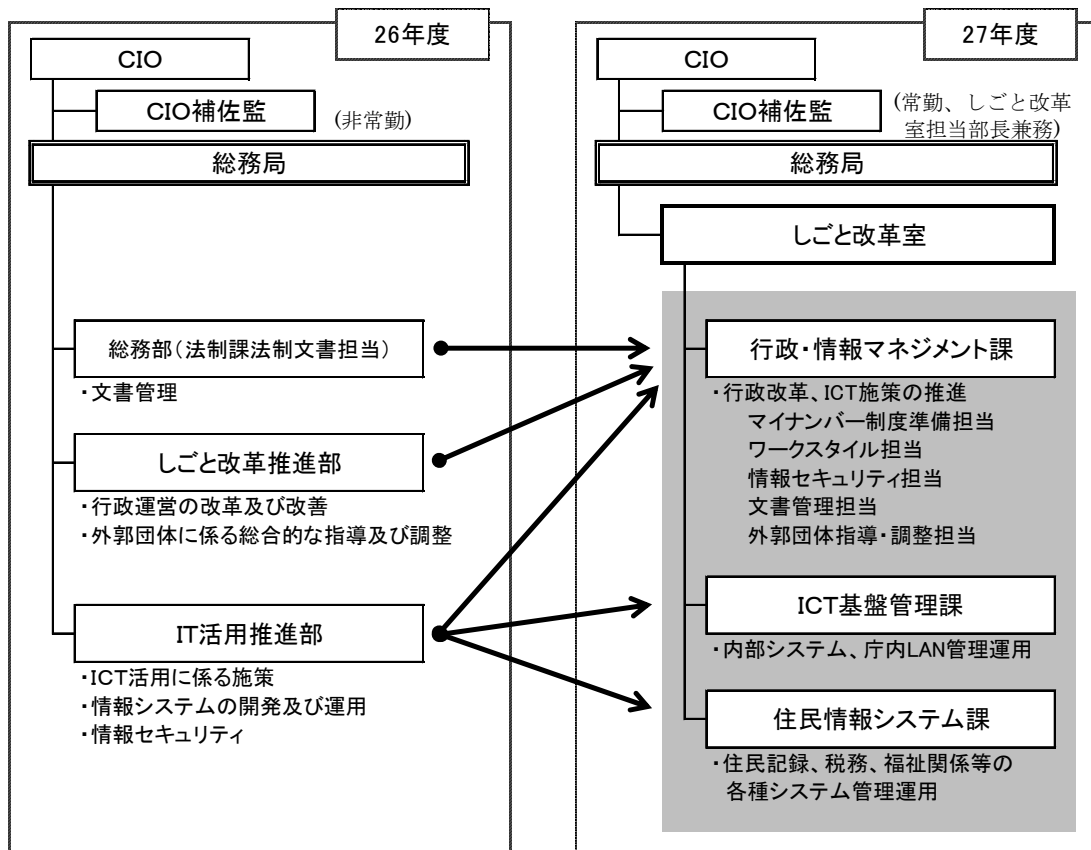 26年度
CIO
CIO補佐監
(非常勤)
総務局
総務部(法制課法制文書担当)
・文書管理
しごと改革推進部
・行政運営の改革及び改善
・外郭団体に係る総合的な指導及び調整
IT活用推進部
・ICT活用に係る施策
・情報システムの開発及び運用
・情報セキュリティ
27年度
CIO
CIO補佐監
(常勤、しごと改革
室担当部長兼務)
総務局
しごと改革室
行政・情報マネジメント課
・行政改革、ICT施策の推進
マイナンバー制度準備担当
ワークスタイル担当
情報セキュリティ担当
文書管理担当
外郭団体指導・調整担当
ICT基盤管理課
・内部システム、庁内LAN管理運用
住民情報システム課
・住民記録、税務、福祉関係等の
各種システム管理運用